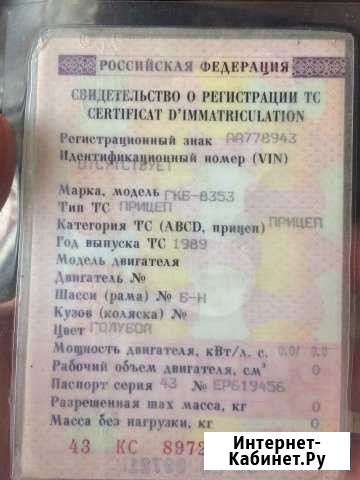 РОССИЙСКАЯ ФЕДЕРАЦИЯ
СВИДЕТЕЛЬСТВО О РЕГИСТРАЦИИ ТС
CERTIFICAT D'IMMATRICULATION
Регистрационный знак АА778943
Идентификационный номер (VIN)
ОТСУТСТВУЕТ
Марка, модель ГКБ-8353
Тип ТС ПРИЦЕП
Категория ТС (ABCD, прицеп) ПРИЦЕП
Год выпуска ТС 1989
Модель двигателя
Двигатель №
Шасси (рама) № Б-Н
Кузов (коляска) №
Цвет ГОЛУБОЙ
Мощность двигателя, кВт/л. с. 0.0/ 0.0
Рабочий объем двигателя, см³ 0
Паспорт серия 43 № ЕР619456
Разрешенная max масса, кг 0
Масса без нагрузки, кг 0
43 КС 8972
Интернет-
Кабинет.Ру